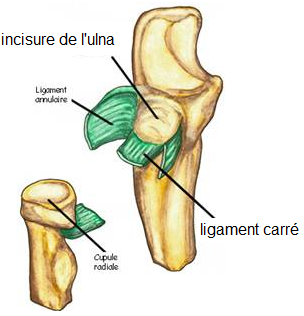 incisure de l'ulna
Ligament
annulaire
ligament carré
Cupule
radiale